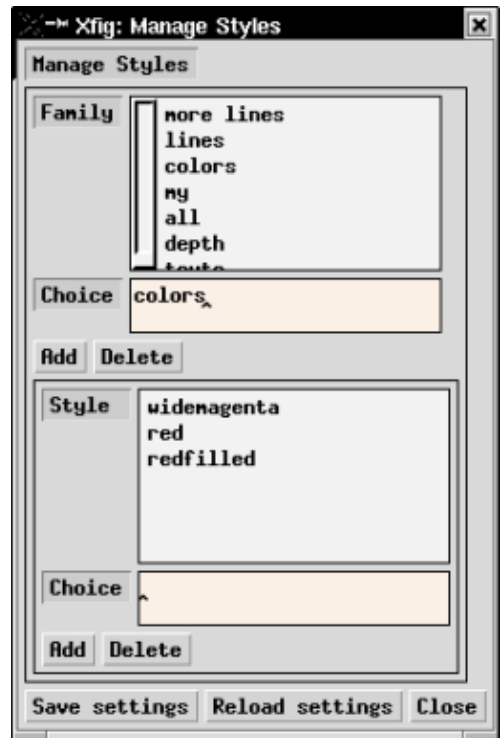 Xfig: Manage Styles
Manage Styles
Family
more lines
lines
colors
my
all
depth
Choice
colors
Add Delete
Style
widemagenta
red
redfilled
Choice
Add Delete
Save settings Reload settings Close